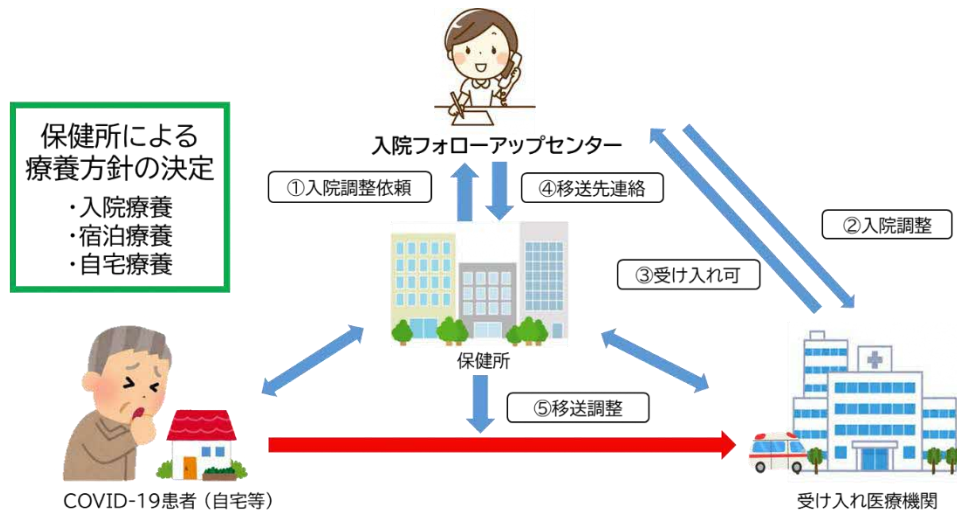 保健所による
療養方針の決定
・入院療養
・宿泊療養
・自宅療養
入院フォローアップセンター
①入院調整依頼
④移送先連絡
②入院調整
③受け入れ可
保健所
⑤移送調整
COVID-19患者（自宅等）
受け入れ医療機関